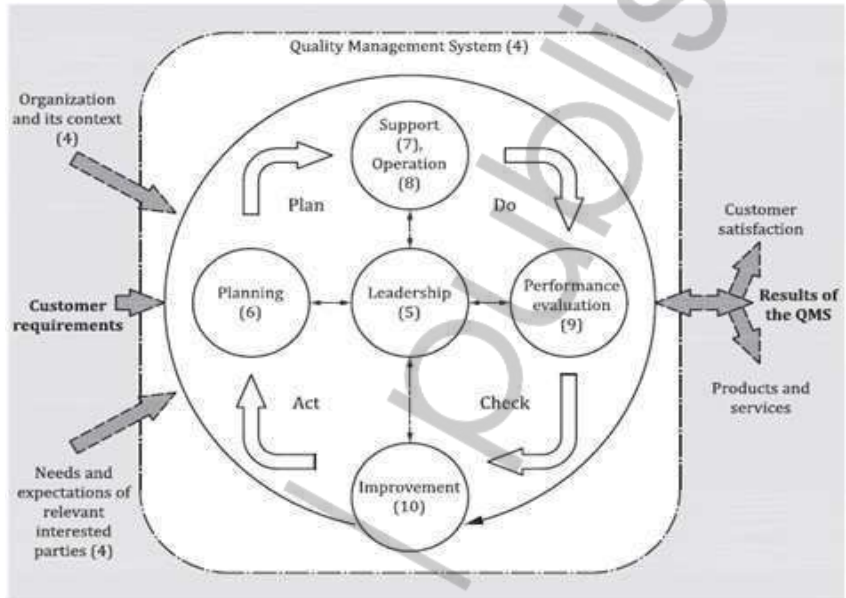 Quality Management System (4)
Organization
and its context
(4)
Support
(7),
Operation
(8)
Plan
Do
Customer
satisfaction
Planning
(6)
Leadership
(5)
Performance
evaluation
(9)
Customer
requirements
Results of
the QMS
Act
Check
Products and
services
Improvement
(10)
Needs and
expectations of
relevant
interested
parties (4)